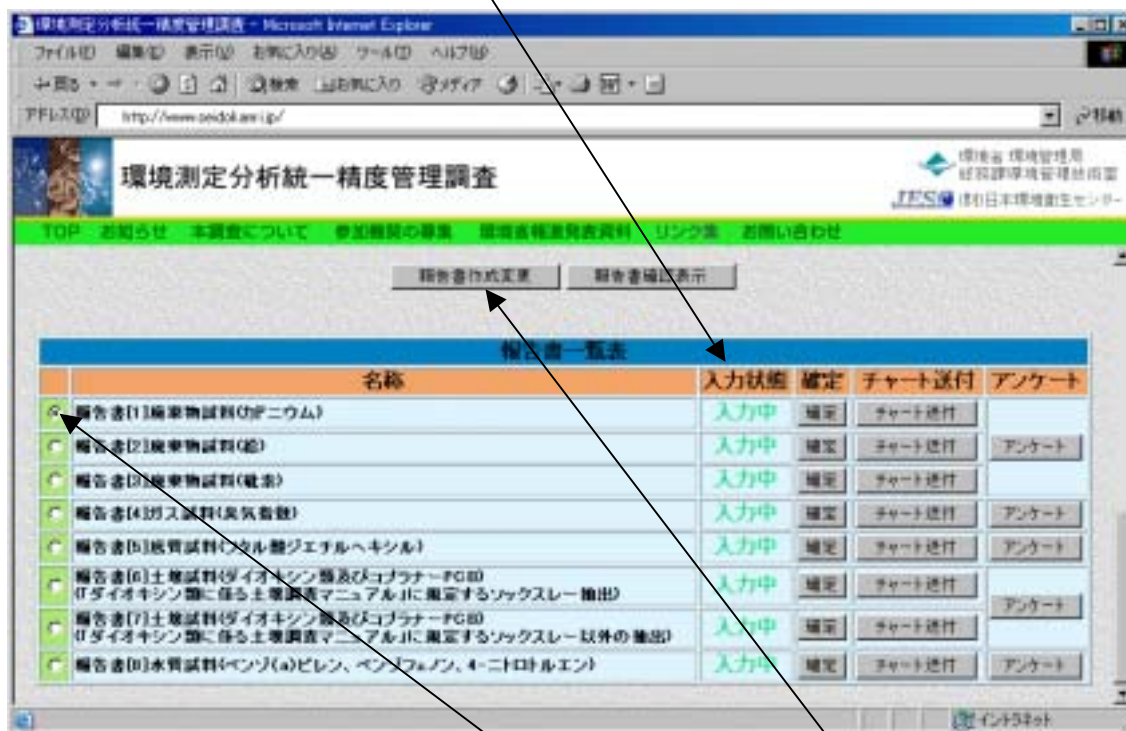 環境測定分析統一精度管理調査 - Microsoft Internet Explorer
ファイル(F) 編集(E) 表示(V) お気に入り(A) ツール(T) ヘルプ(H)
戻る 検索 お気に入り メディア
アドレス(D) http://www.seidokanri.jp/ 移動
環境測定分析統一精度管理調査
環境省 環境管理局
JES (財)日本環境衛生センター
TOP お知らせ 本調査について 参加機関の募集 環境省報道発表資料 リンク集 お問い合わせ
報告書作成変更 報告書確認表示
報告書一覧表
名称 入力状態 確定 チャート送付 アンケート
報告書[1]廃棄物試料(カドニウム) 入力中 確定 チャート送付
報告書[2]廃棄物試料(鉛) 入力中 確定 チャート送付 アンケート
報告書[3]廃棄物試料(砒素) 入力中 確定 チャート送付
報告書[4]ガス試料(臭気指数) 入力中 確定 チャート送付 アンケート
報告書[5]底質試料(フタル酸ジエチルヘキシル) 入力中 確定 チャート送付 アンケート
報告書[6]土壌試料(ダイオキシン類及びコプラナーPCB)
(「ダイオキシン類に係る土壌調査マニュアル」に規定するソックスレー抽出) 入力中 確定 チャート送付 アンケート
報告書[7]土壌試料(ダイオキシン類及びコプラナーPCB)
(「ダイオキシン類に係る土壌調査マニュアル」に規定するソックスレー以外の抽出) 入力中 確定 チャート送付
報告書[8]水質試料(ベンゾ(a)ピレン、ベンゾフェノン、4-ニトロトルエン) 入力中 確定 チャート送付 アンケート
イントラネット